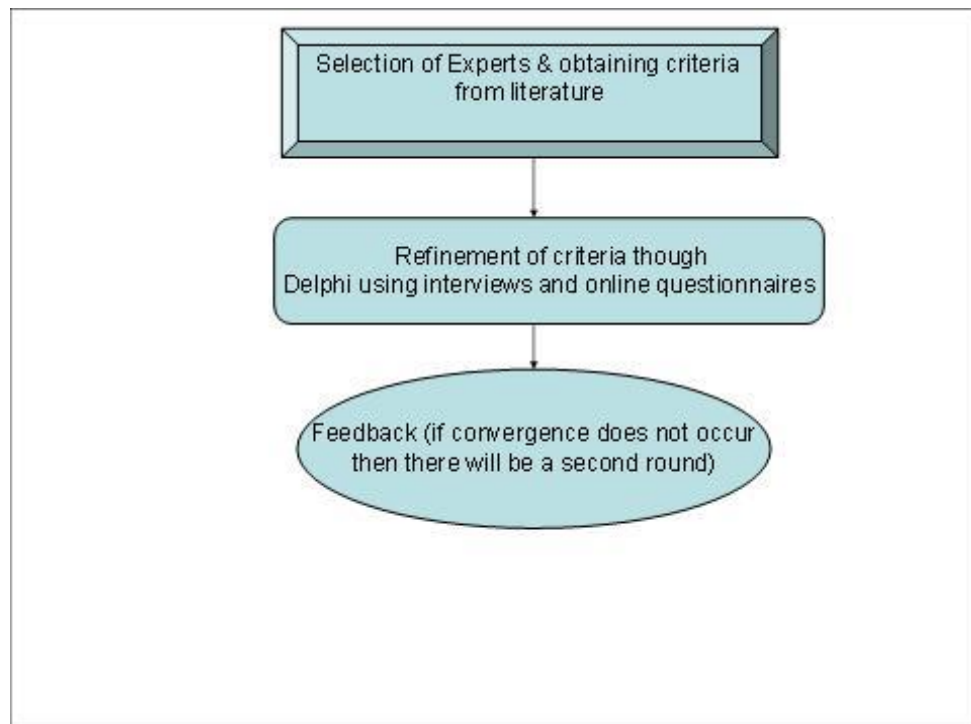 Selection of Experts & obtaining criteria
from literature
Refinement of criteria though
Delphi using interviews and online questionnaires
Feedback (if convergence does not occur
then there will be a second round)